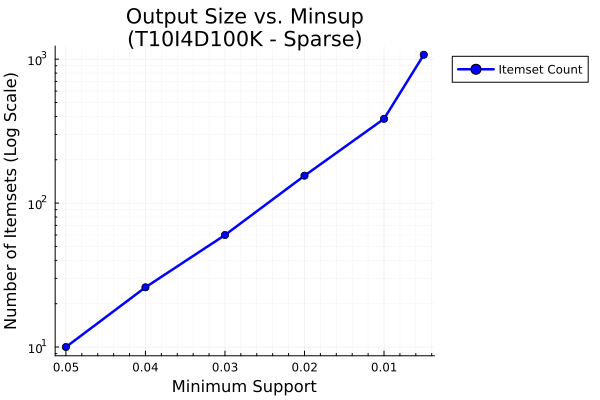 Output Size vs. Minsup
(T10I4D100K - Sparse)
Number of Itemsets (Log Scale)
10³
10²
10¹
0.05 0.04 0.03 0.02 0.01
Minimum Support
Itemset Count